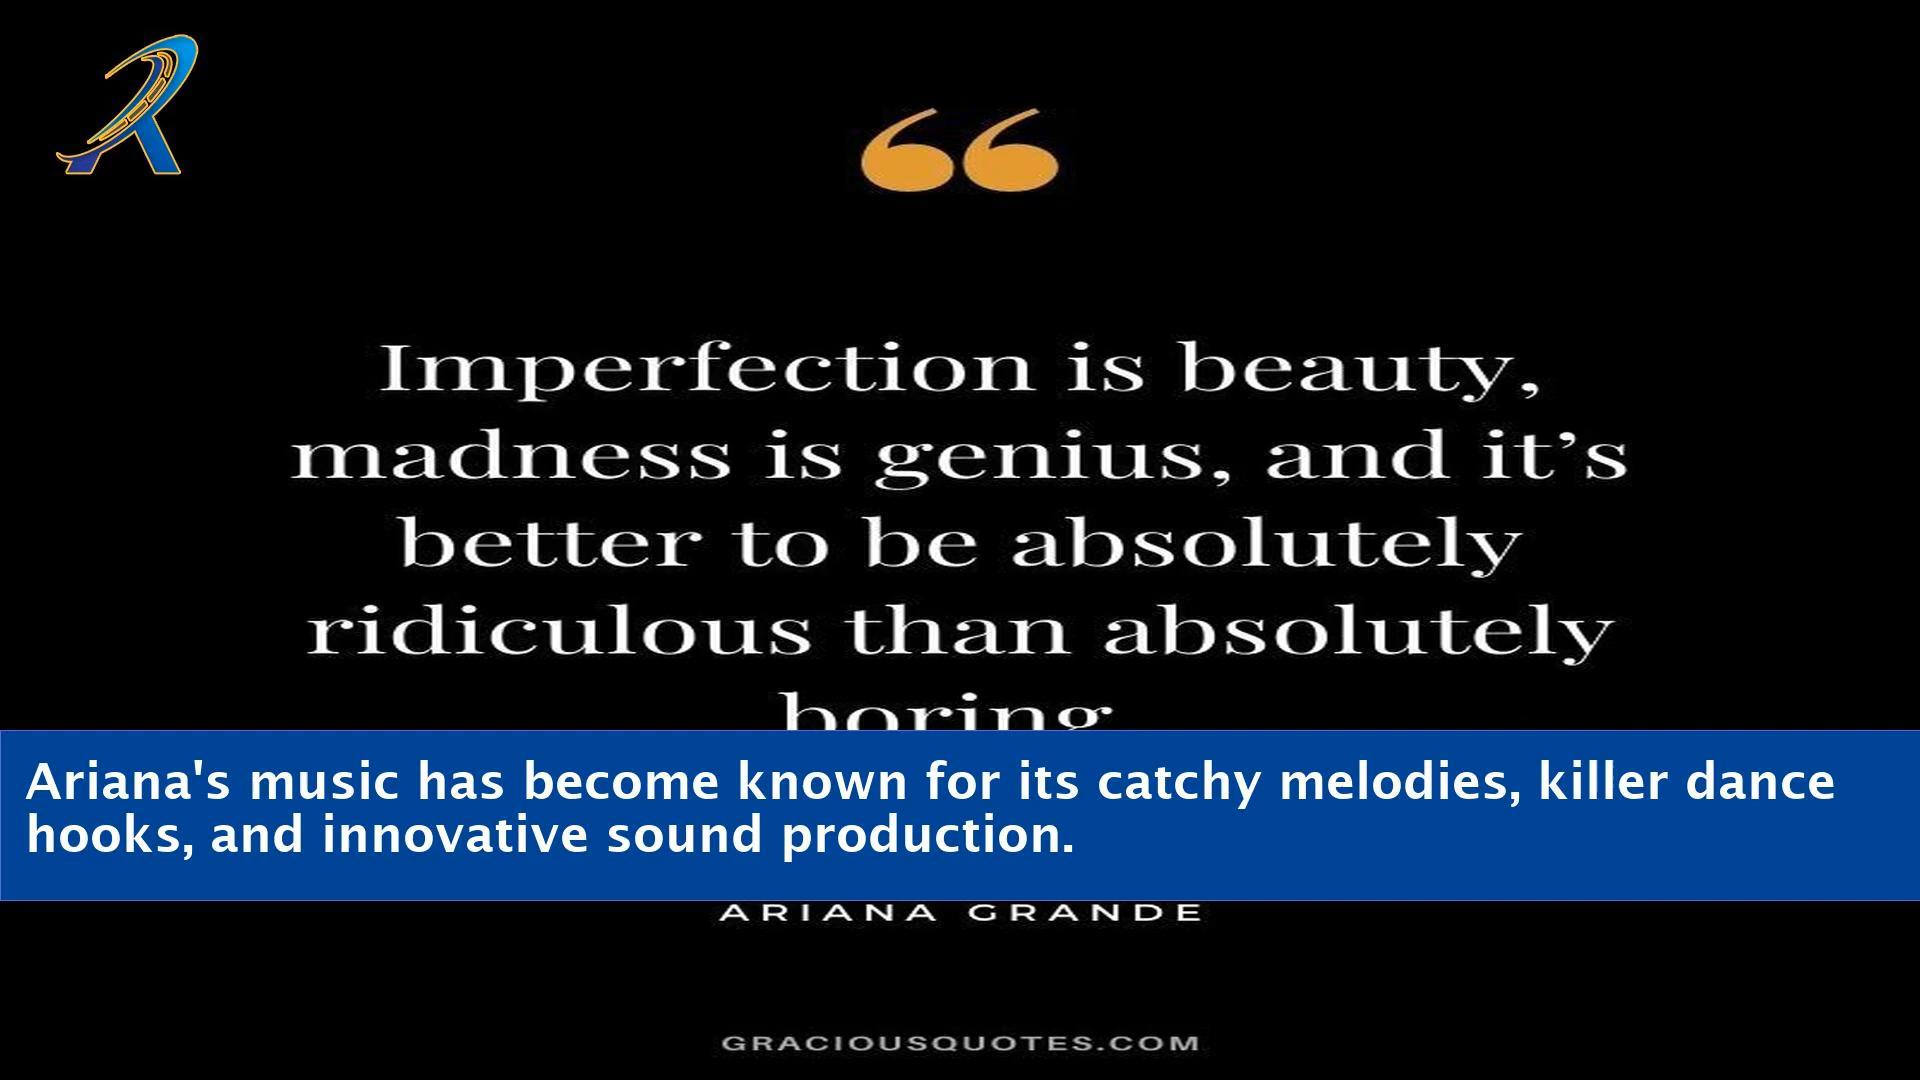 Imperfection is beauty,
madness is genius, and it’s
better to be absolutely
ridiculous than absolutely
boring
Ariana's music has become known for its catchy melodies, killer dance
hooks, and innovative sound production.
ARIANA GRANDE
GRACIOUSQUOTES.COM